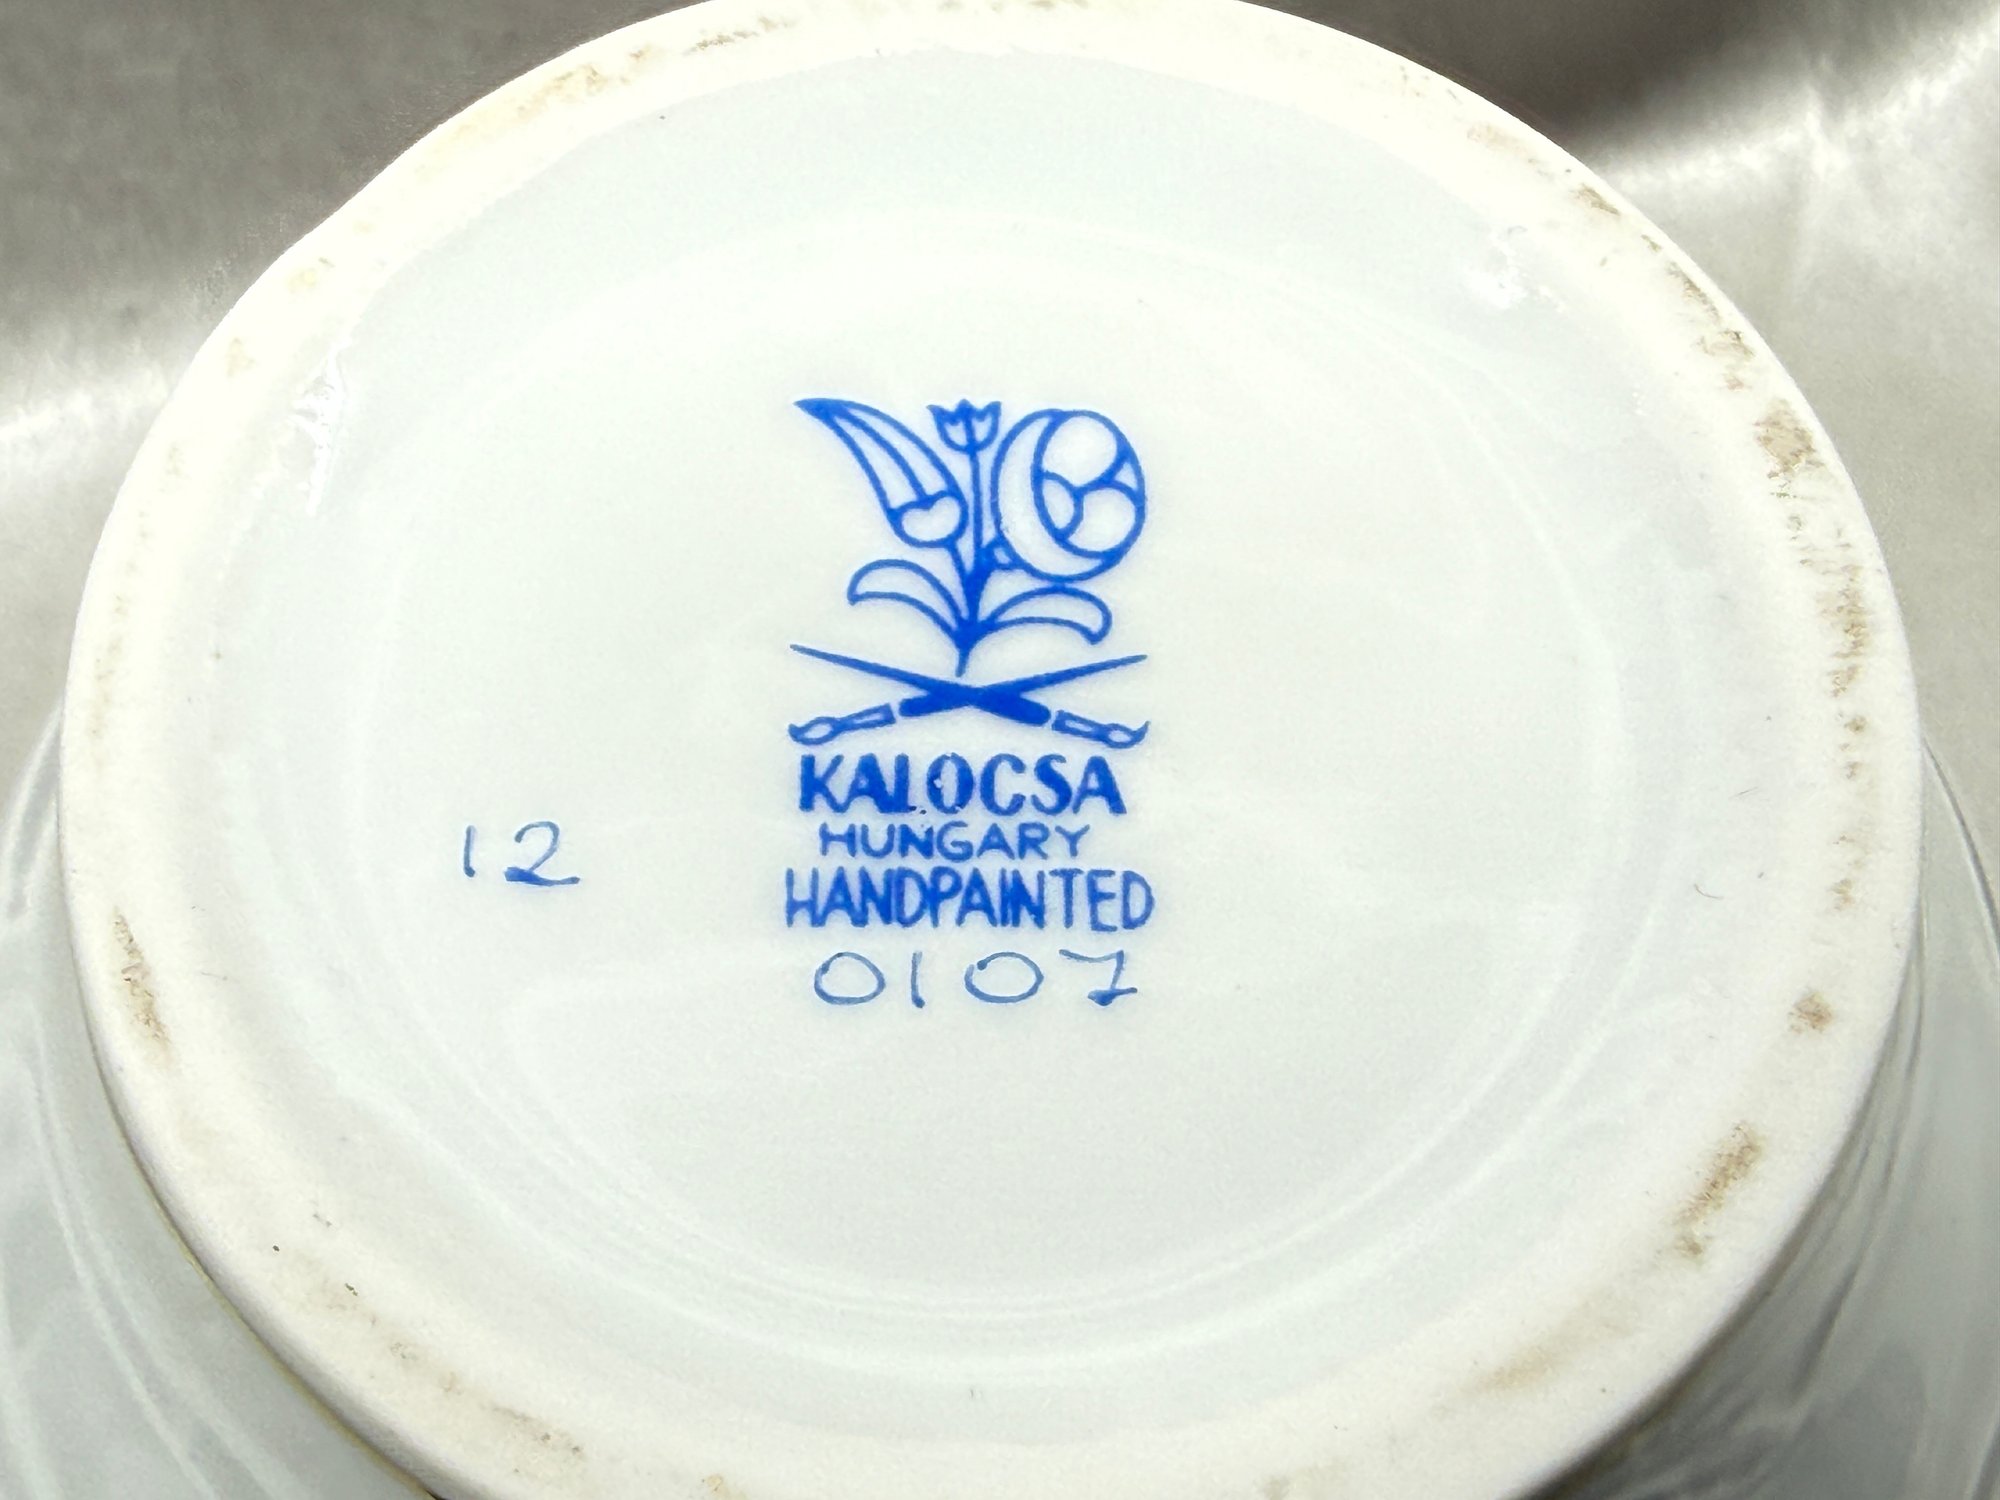 KALOCSA
HUNGARY
12
HANDPAINTED
0107